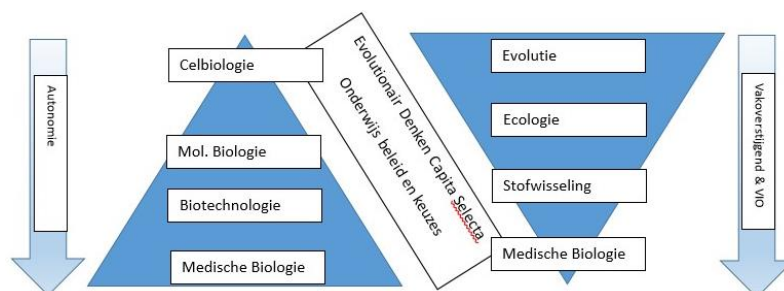 Autonomie
Celbiologie
Mol. Biologie
Biotechnologie
Medische Biologie
Evolutionair Denken Capita Selecta
Onderwijs beleid en keuzes
Evolutie
Ecologie
Stofwisseling
Medische Biologie
Vakoverstijgend & VIO